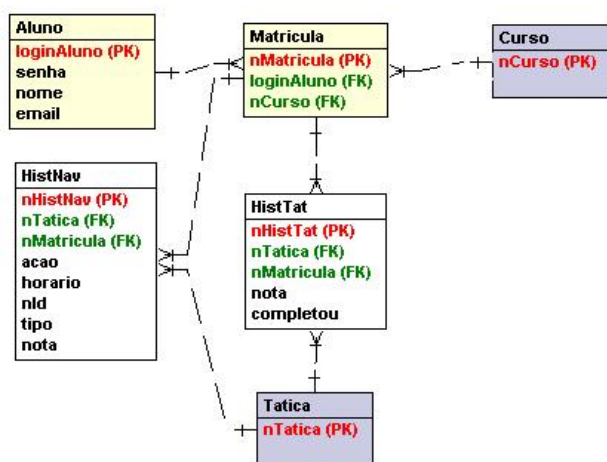 Aluno
loginAluno (PK)
senha
nome
email
Matricula
nMatricula (PK)
loginAluno (FK)
nCurso (FK)
Curso
nCurso (PK)
HistNav
nHistNav (PK)
nTatica (FK)
nMatricula (FK)
acao
horario
nId
tipo
nota
HistTat
nHistTat (PK)
nTatica (FK)
nMatricula (FK)
nota
completou
Tatica
nTatica (PK)